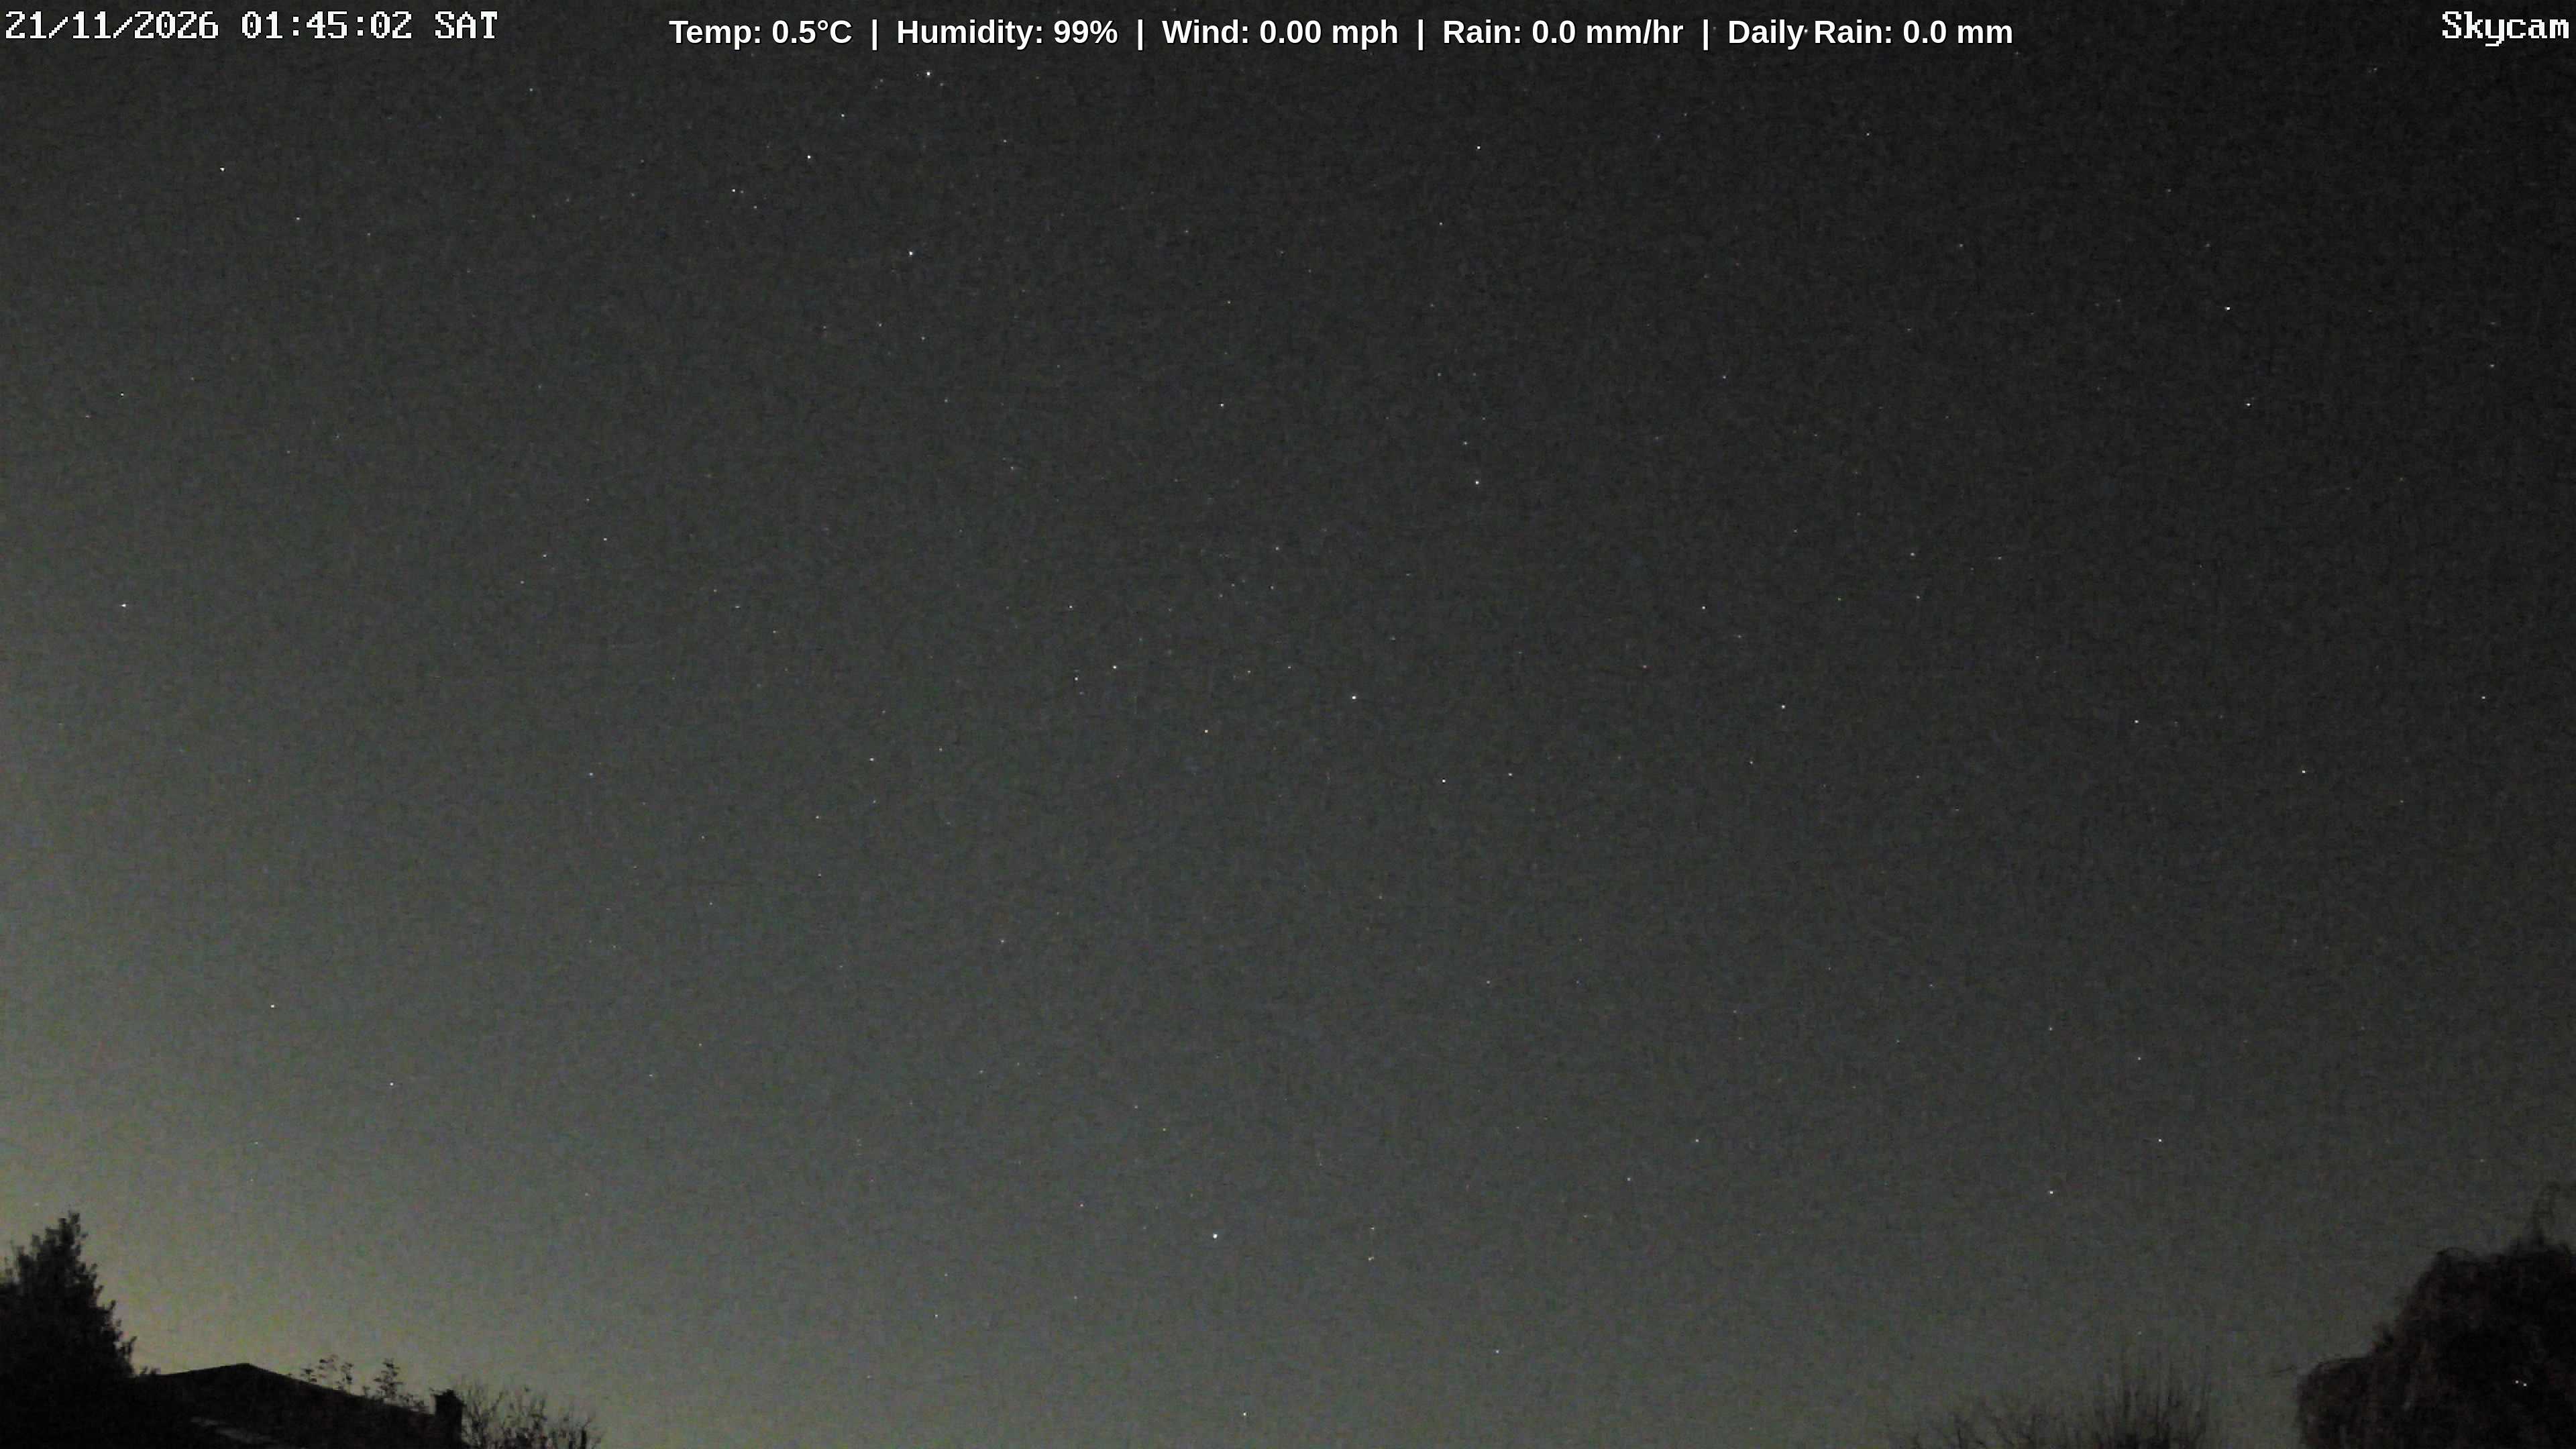 21/11/2026 01:45:02 SAT
Temp: 0.5°C | Humidity: 99% | Wind: 0.00 mph | Rain: 0.0 mm/hr | Daily Rain: 0.0 mm
Skycam